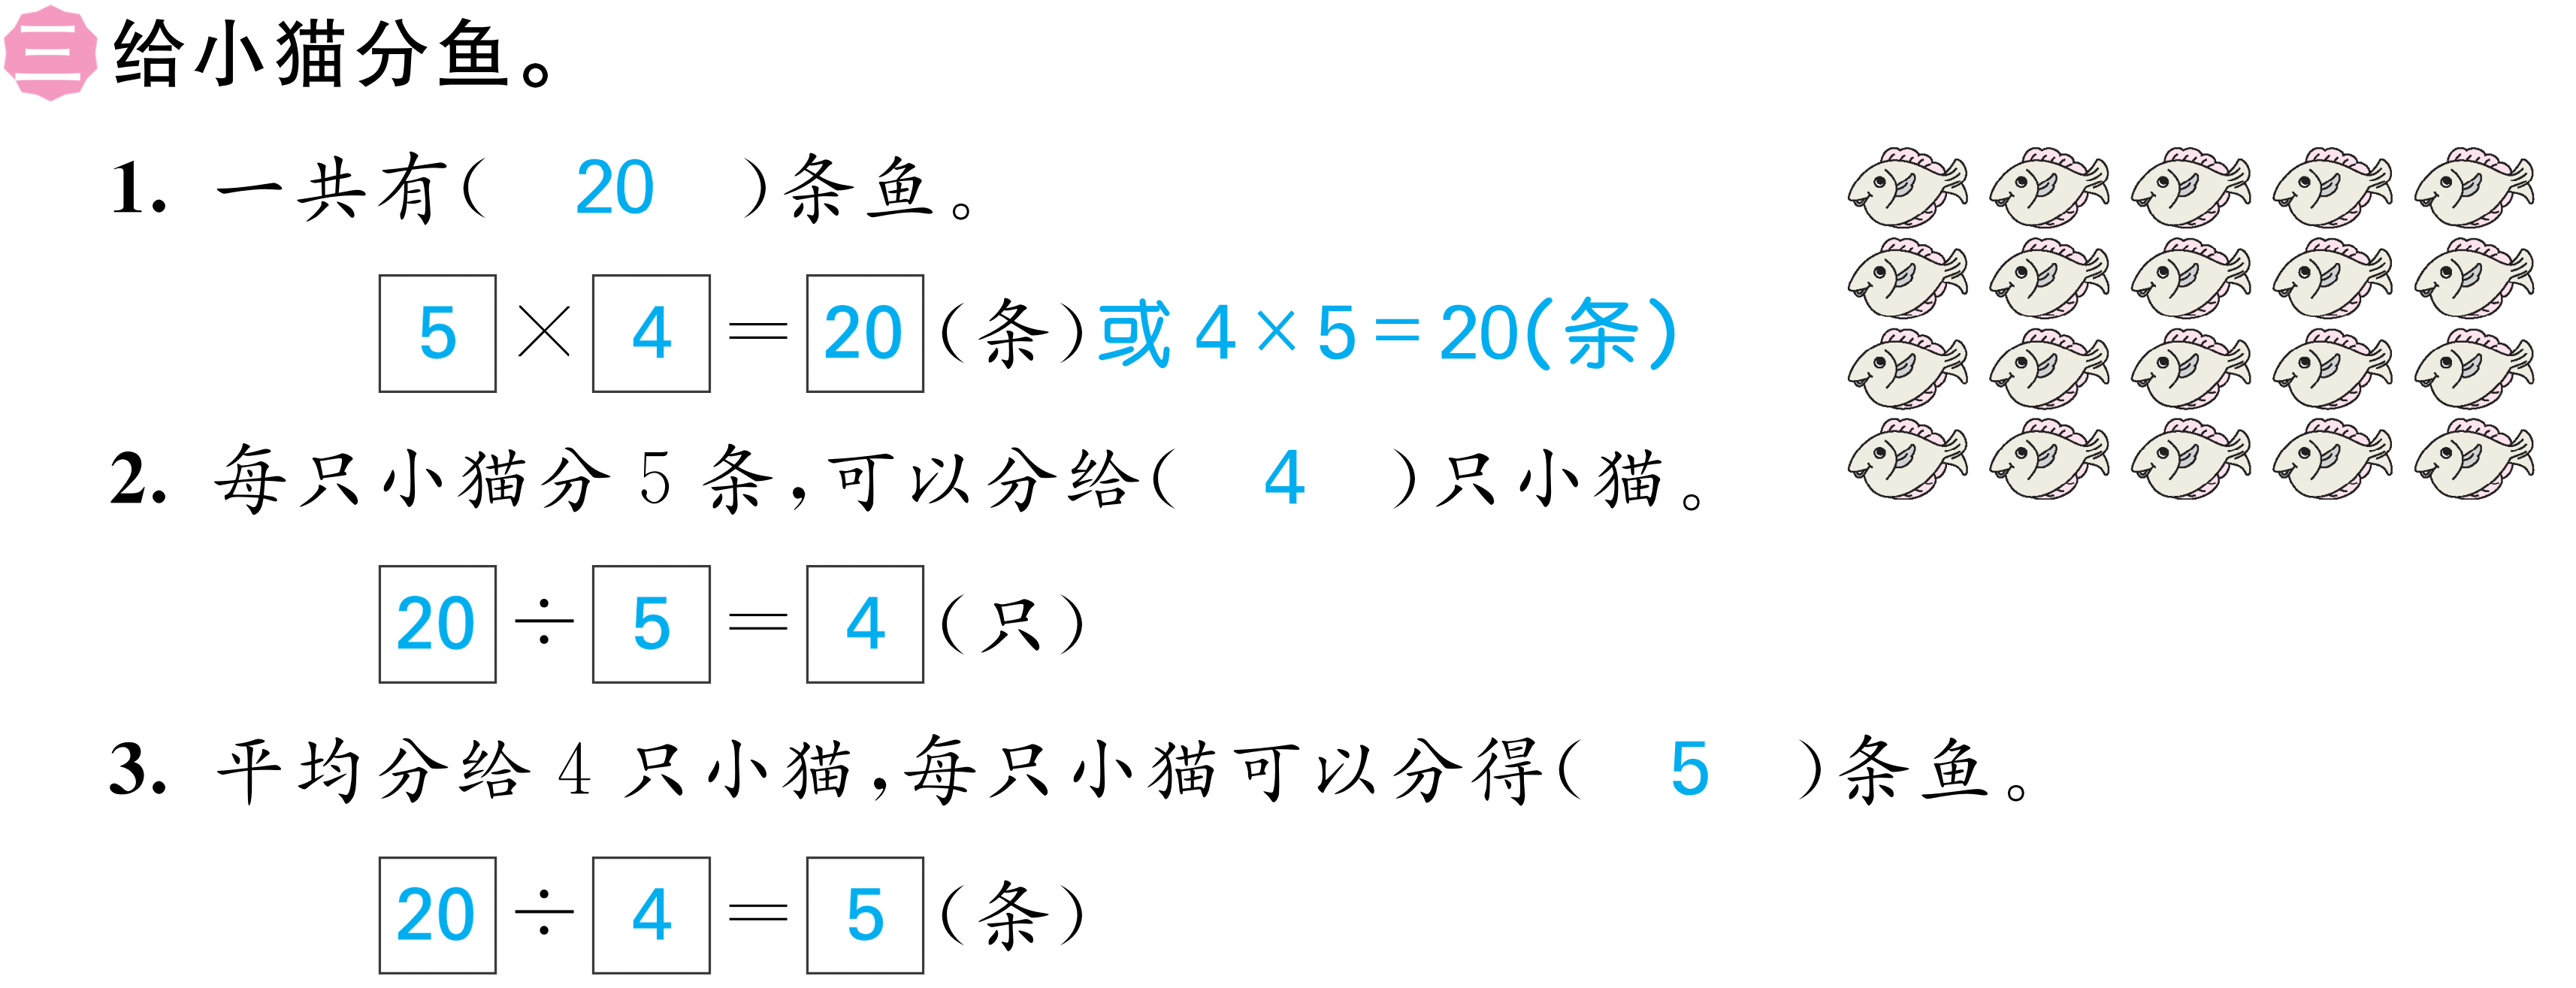 三 给小猫分鱼。
1. 一共有( 20 )条鱼。
5 × 4 = 20 (条)或 4 × 5 = 20(条)
2. 每只小猫分 5 条,可以分给( 4 )只小猫。
20 ÷ 5 = 4 (只)
3. 平均分给 4 只小猫,每只小猫可以分得( 5 )条鱼。
20 ÷ 4 = 5 (条)